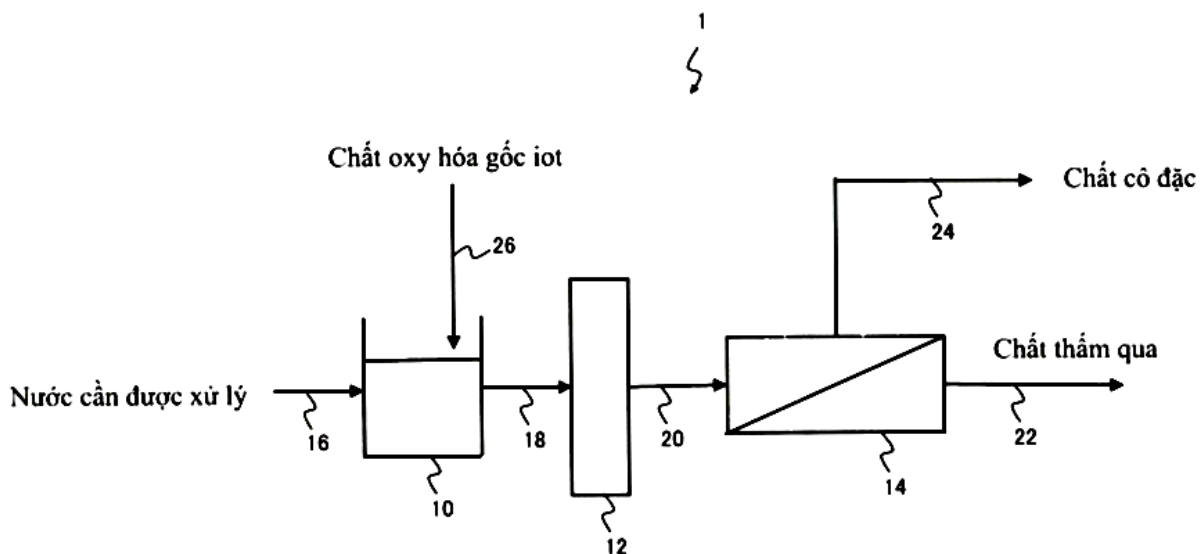 1
Chất oxy hóa gốc iot
Chất cô đặc
24
26
Chất thấm qua
Nước cần được xử lý
16
18
20
22
10
14
12